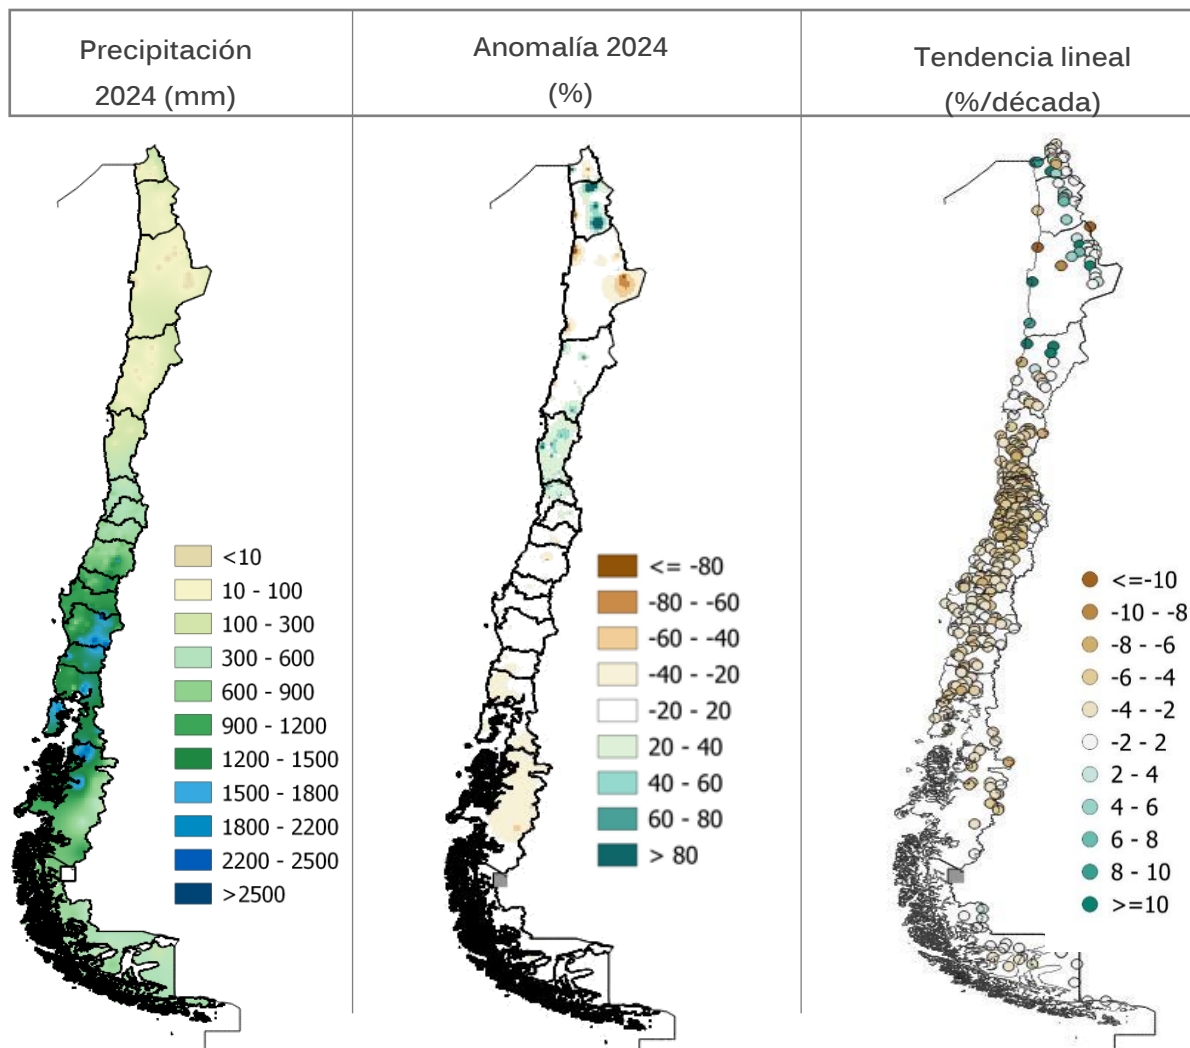 Precipitación
2024 (mm)
Anomalía 2024
(%)
Tendencia lineal
(%/década)
<10
10 - 100
100 - 300
300 - 600
600 - 900
900 - 1200
1200 - 1500
1500 - 1800
1800 - 2200
2200 - 2500
>2500
<= -80
-80 - -60
-60 - -40
-40 - -20
-20 - 20
20 - 40
40 - 60
60 - 80
> 80
<=-10
-10 - -8
-8 - -6
-6 - -4
-4 - -2
-2 - 2
2 - 4
4 - 6
6 - 8
8 - 10
>=10